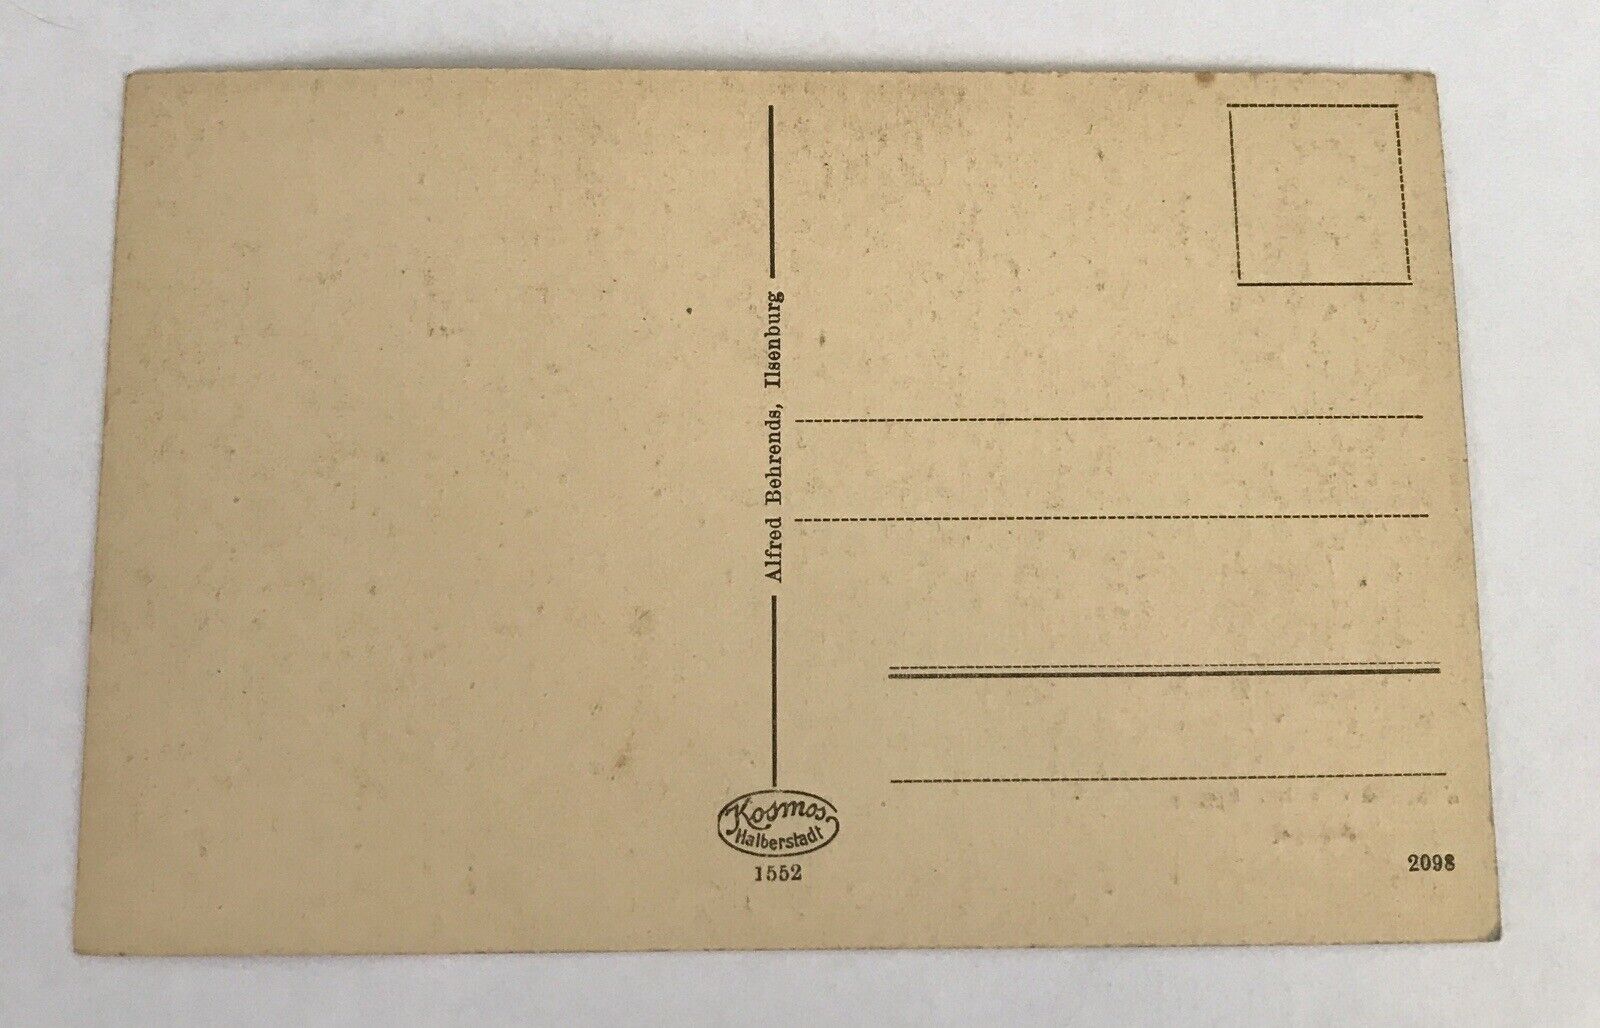 Alfred Behrends, Ilsenburg
Kosmos
Halberstadt
1552
2098